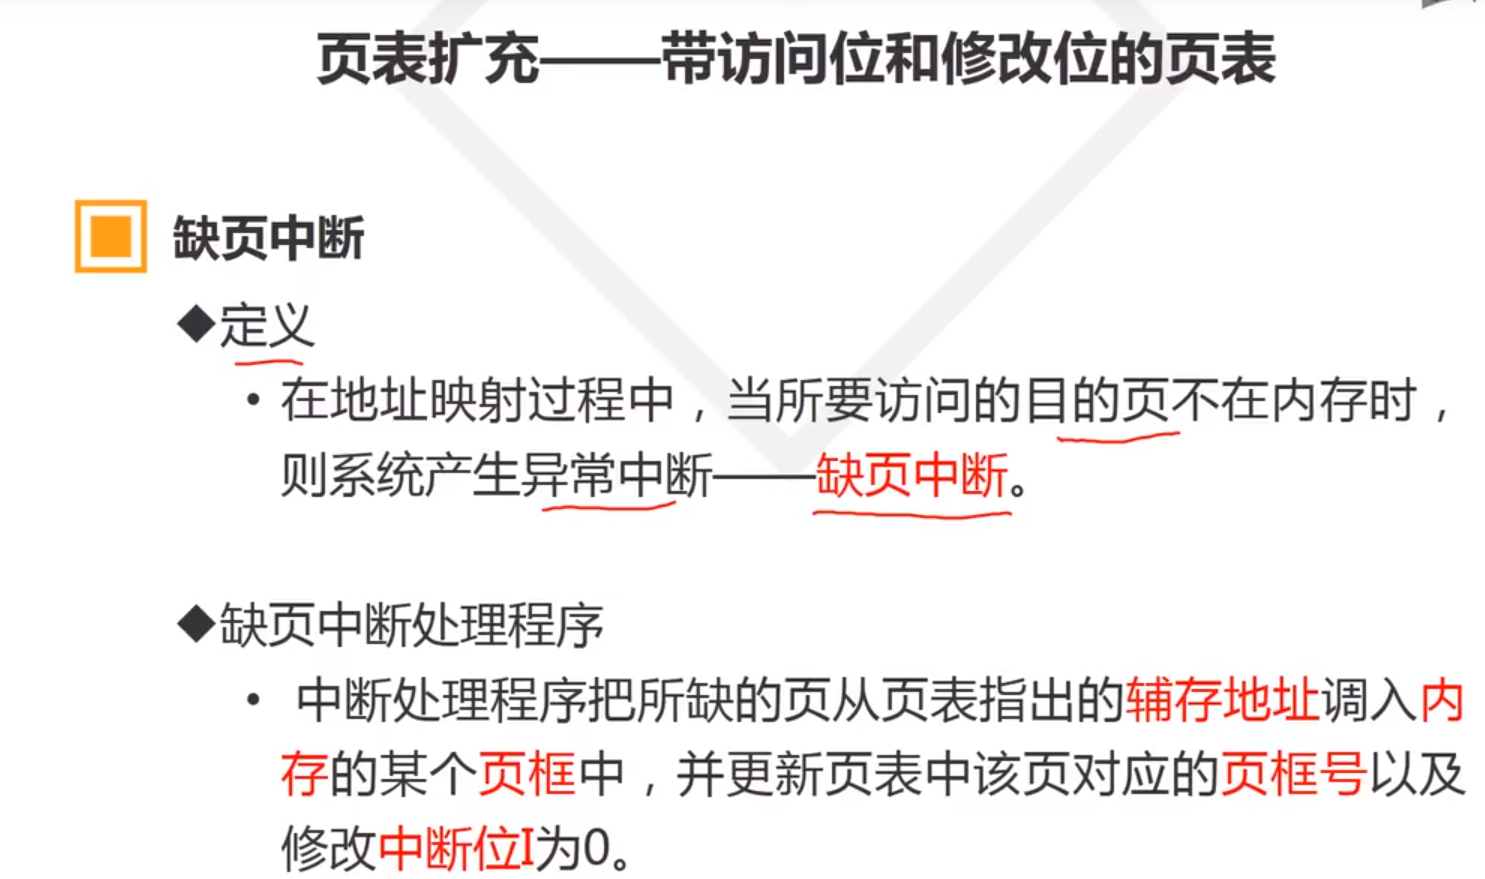 页表扩充——带访问位和修改位的页表
缺页中断
◆定义
• 在地址映射过程中，当所要访问的目的页不在内存时，
则系统产生异常中断——缺页中断。
◆缺页中断处理程序
• 中断处理程序把所缺的页从页表指出的辅存地址调入内
存的某个页框中，并更新页表中该页对应的页框号以及
修改中断位I为0。